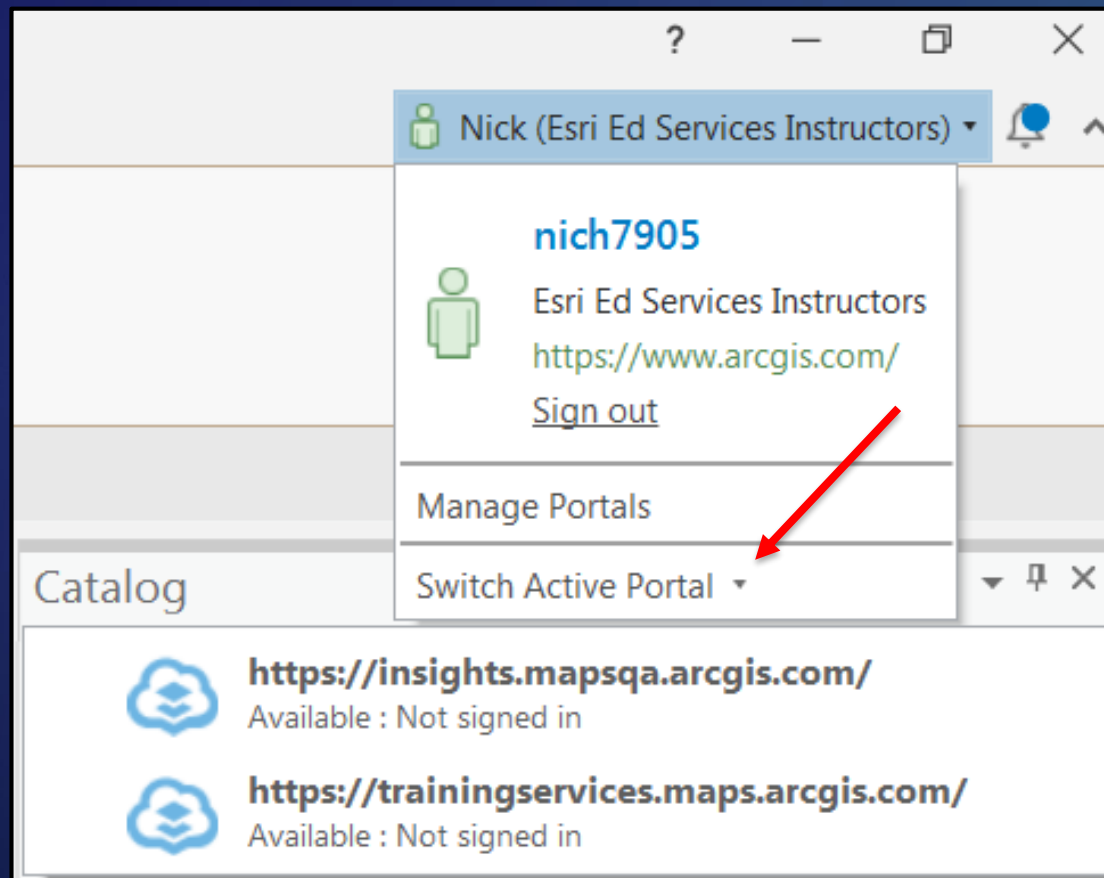 ?
Nick (Esri Ed Services Instructors)
nich7905
Esri Ed Services Instructors
https://www.arcgis.com/
Sign out
Manage Portals
Switch Active Portal
Catalog
https://insights.mapsqa.arcgis.com/
Available : Not signed in
https://trainingservices.maps.arcgis.com/
Available : Not signed in